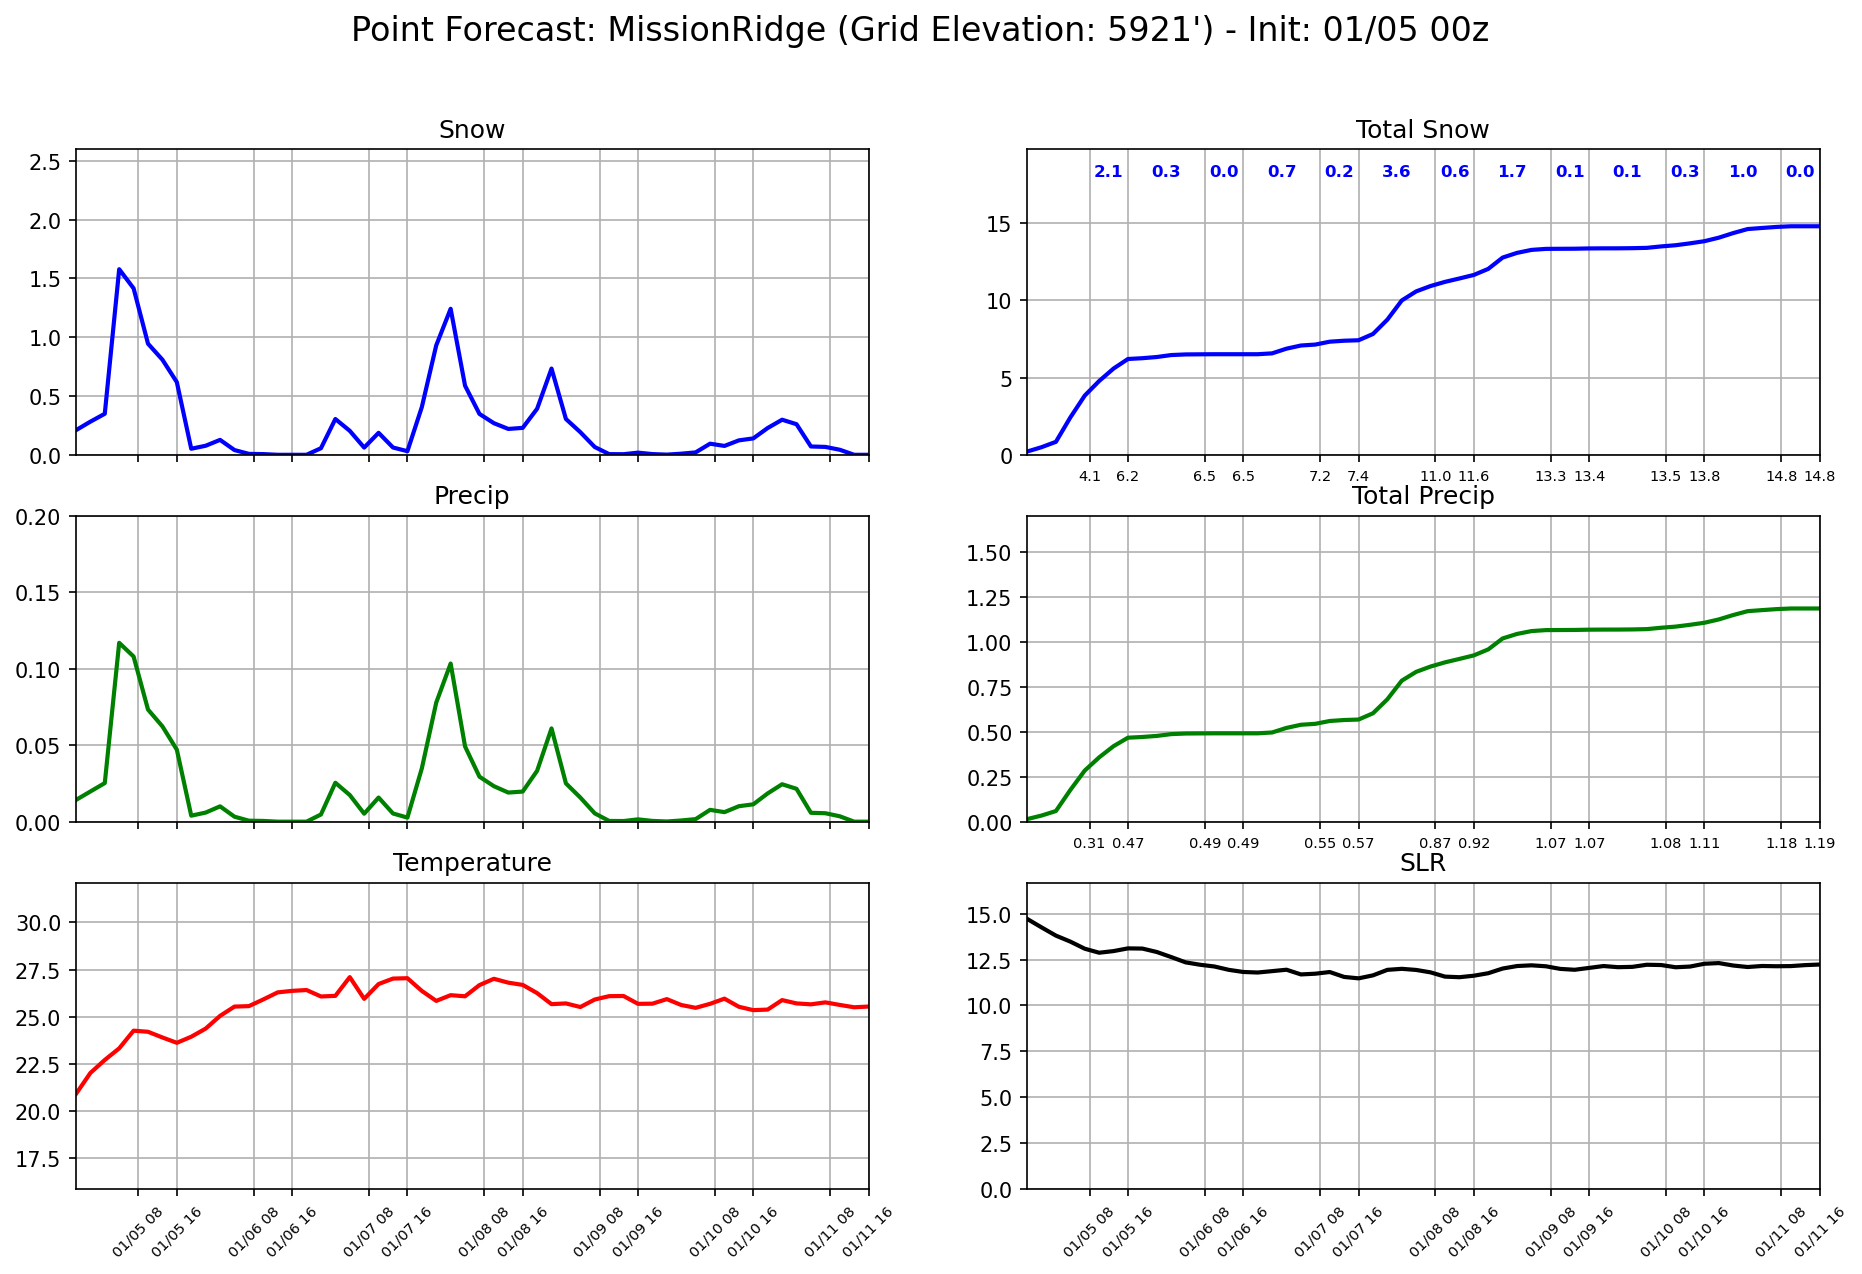 Point Forecast: MissionRidge (Grid Elevation: 5921') - Init: 01/05 00z
Snow
2.5
2.0
1.5
1.0
0.5
0.0
Total Snow
2.1 0.3 0.0 0.7 0.2 3.6 0.6 1.7 0.1 0.1 0.3 1.0 0.0
15
10
5
0
4.1 6.2 6.5 6.5 7.2 7.4 11.0 11.6 13.3 13.4 13.5 13.8 14.8 14.8
Precip
0.20
0.15
0.10
0.05
0.00
Total Precip
1.50
1.25
1.00
0.75
0.50
0.25
0.00
0.31 0.47 0.49 0.49 0.55 0.57 0.87 0.92 1.07 1.07 1.08 1.11 1.18 1.19
Temperature
30.0
27.5
25.0
22.5
20.0
17.5
01/05 08 01/05 16 01/06 08 01/06 16 01/07 08 01/07 16 01/08 08 01/08 16 01/09 08 01/09 16 01/10 08 01/10 16 01/11 08 01/11 16
SLR
15.0
12.5
10.0
7.5
5.0
2.5
0.0
01/05 08 01/05 16 01/06 08 01/06 16 01/07 08 01/07 16 01/08 08 01/08 16 01/09 08 01/09 16 01/10 08 01/10 16 01/11 08 01/11 16